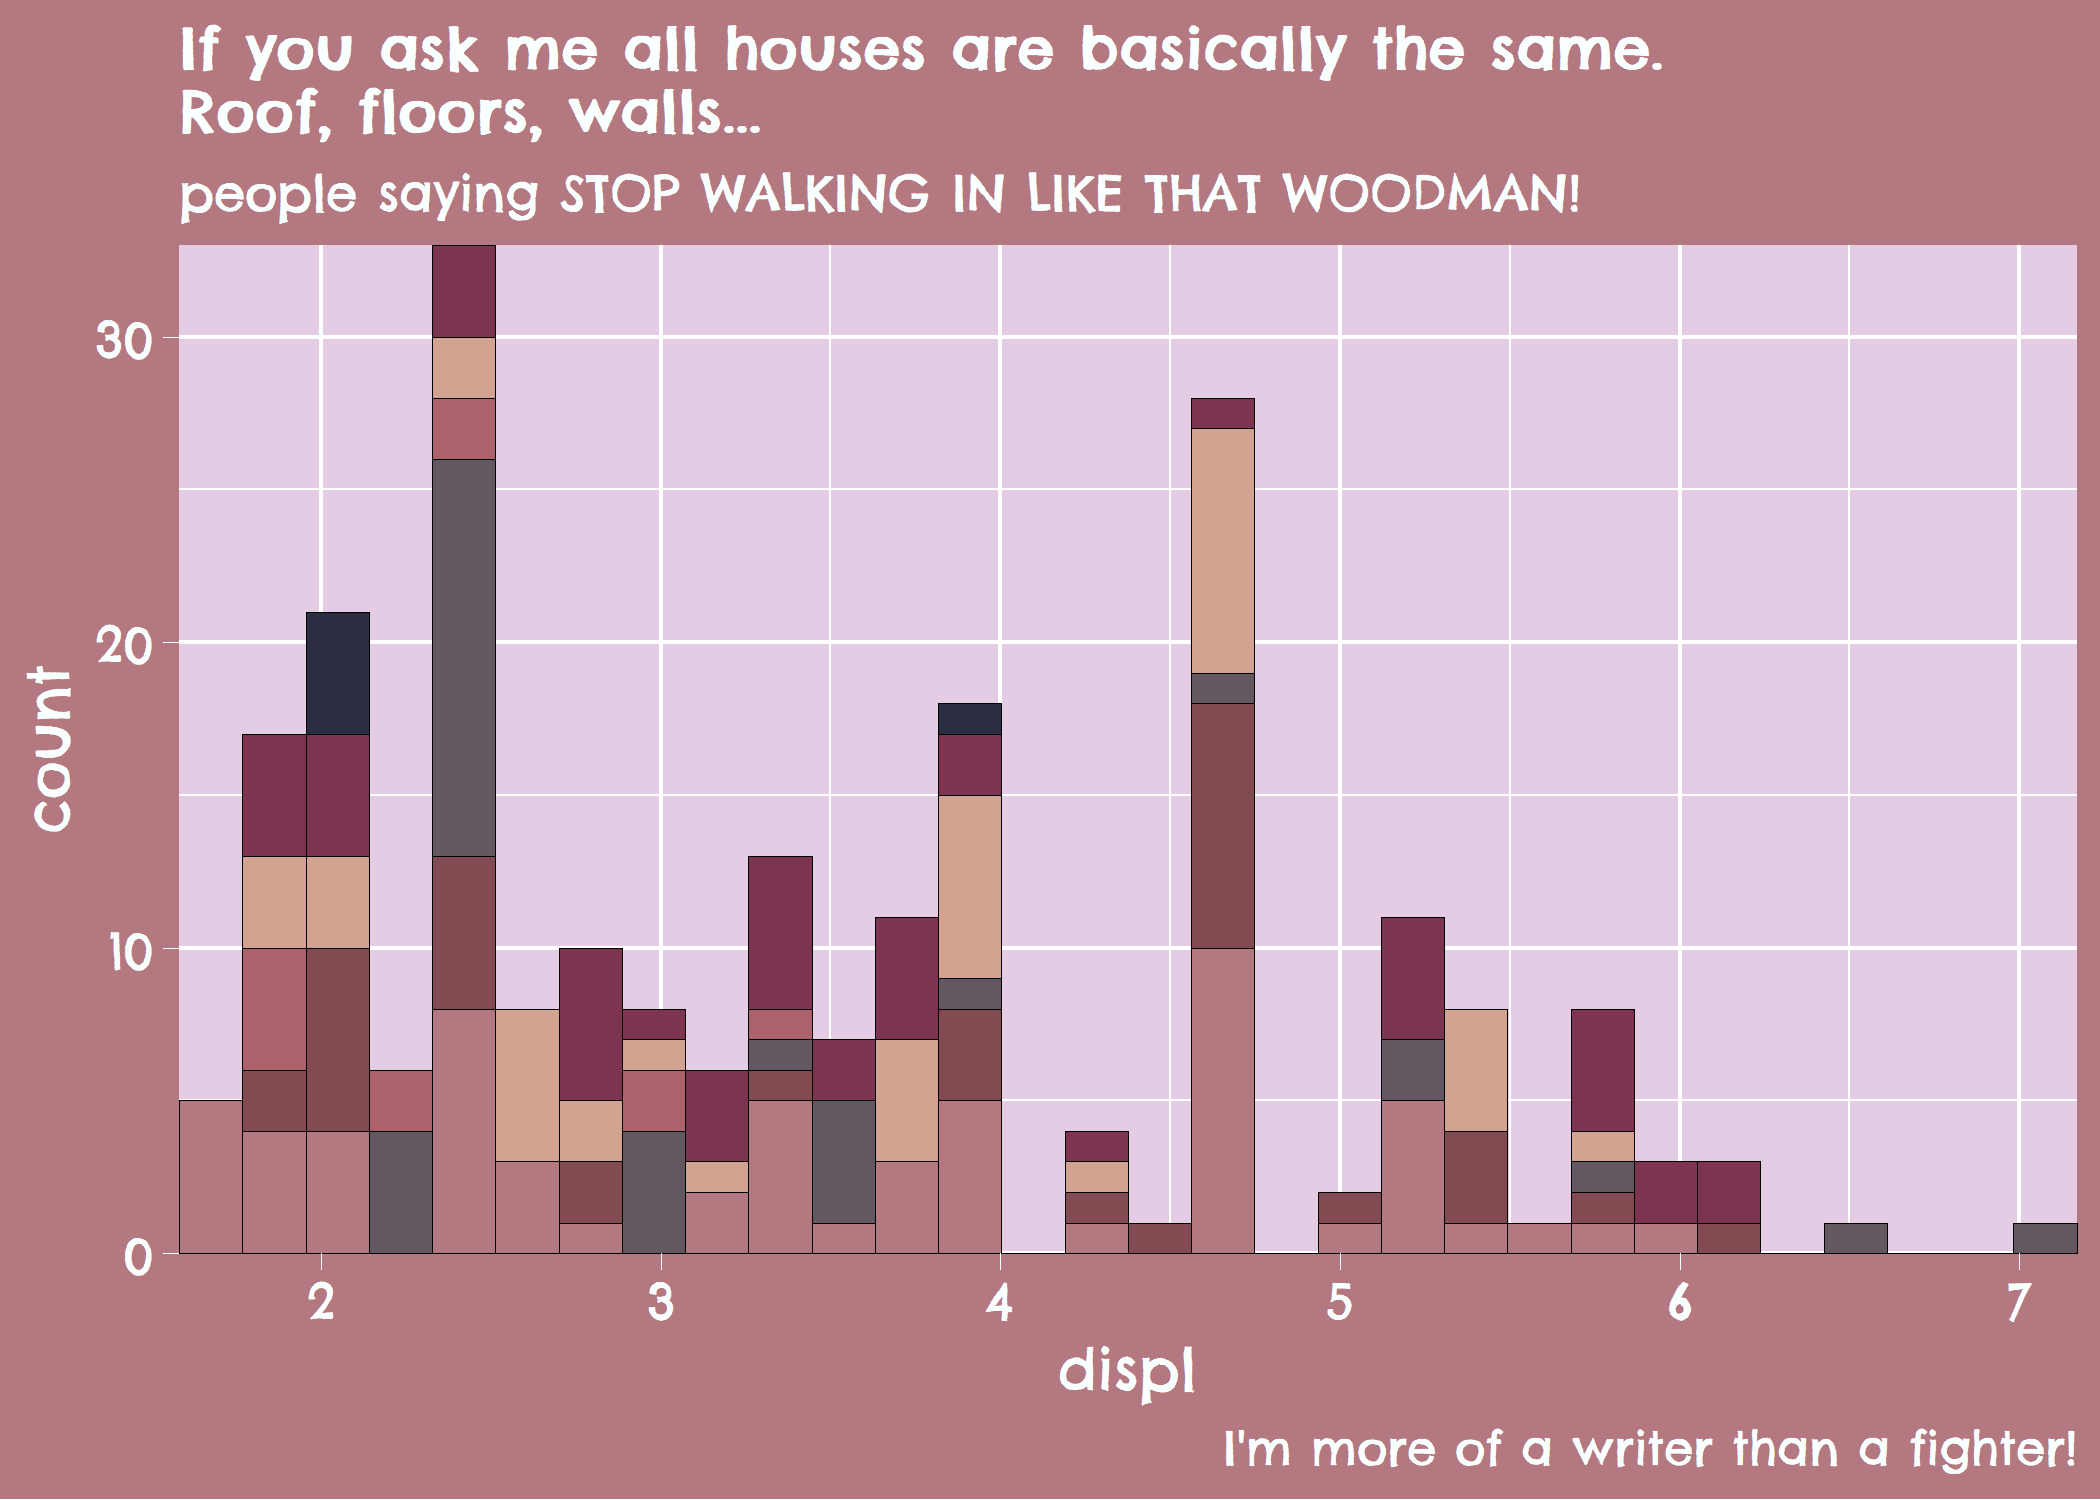 If you ask me all houses are basically the same.
Roof, floors, walls...
people saying STOP WALKING IN LIKE THAT WOODMAN!
30
20
10
0
count
2 3 4 5 6 7
displ
I'm more of a writer than a fighter!